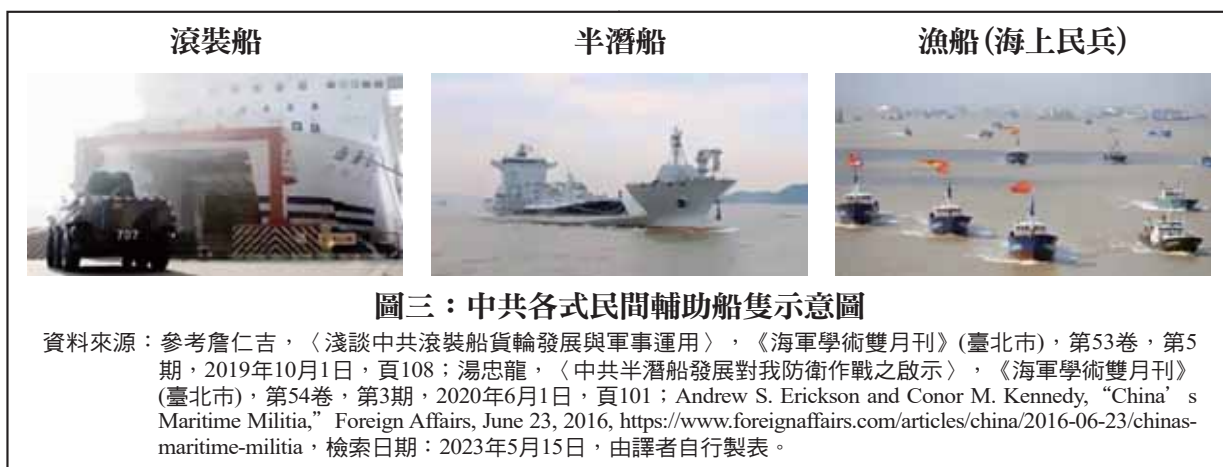 滾裝船
半潛船
漁船(海上民兵)
707
圖三：中共各式民間輔助船隻示意圖
資料來源：參考詹仁吉，〈淺談中共滾裝船貨輪發展與軍事運用〉，《海軍學術雙月刊》(臺北市)，第53卷，第5
期，2019年10月1日，頁108；湯忠龍，〈中共半潛船發展對我防衛作戰之啟示〉，《海軍學術雙月刊》
(臺北市)，第54卷，第3期，2020年6月1日，頁101；Andrew S. Erickson and Conor M. Kennedy, “China’s
Maritime Militia,” Foreign Affairs, June 23, 2016, https://www.foreignaffairs.com/articles/china/2016-06-23/chinas-
maritime-militia，檢索日期：2023年5月15日，由譯者自行製表。